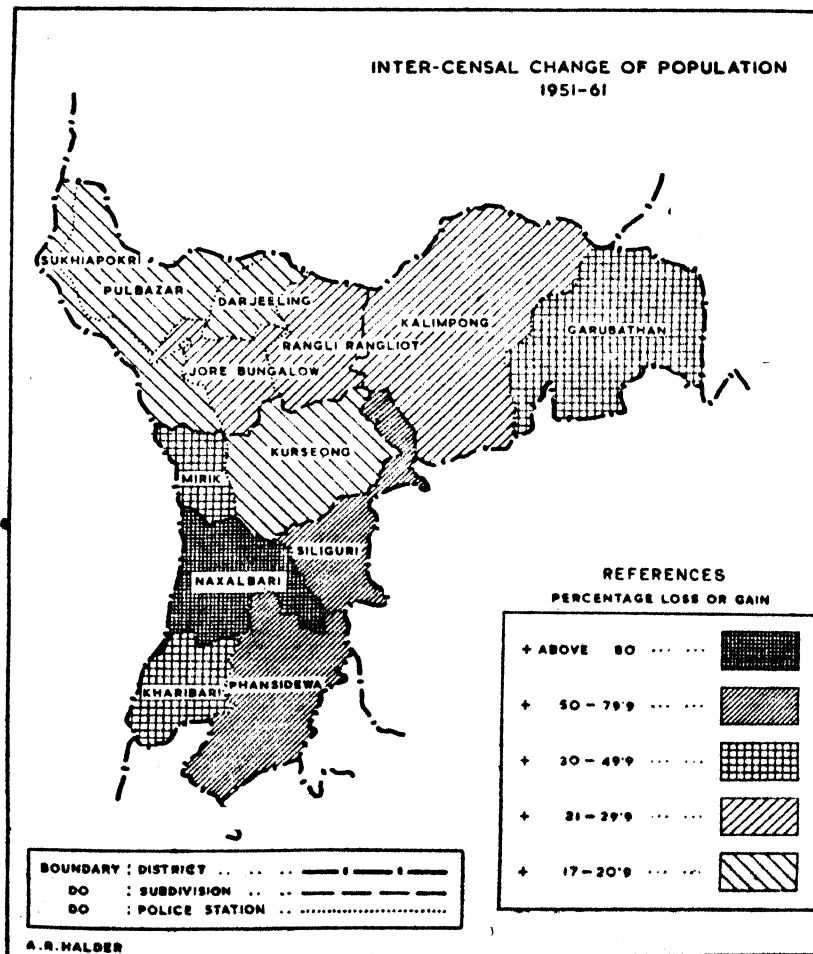 INTER-CENSAL CHANGE OF POPULATION
1951-61
SUKHIAPOKRI
PULBAZAR
DARJEELING
KALIMPONG
GARUBATHAN
RANGLI RANGLIOT
JORE BUNGALOW
KURSEONG
MIRIK
SILIGURI
NAXALBARI
KHARIBARI
PHANSIDEWA
REFERENCES
PERCENTAGE LOSS OR GAIN
+ ABOVE 80 ... ...
+ 50-79·9 ... ...
+ 30-49·9 ... ...
+ 21-29·9 ... ...
+ 17-20·9 ... ...
BOUNDARY : DISTRICT .. .. ..
DO : SUBDIVISION .. ..
DO : POLICE STATION ..
A.R.HALDER